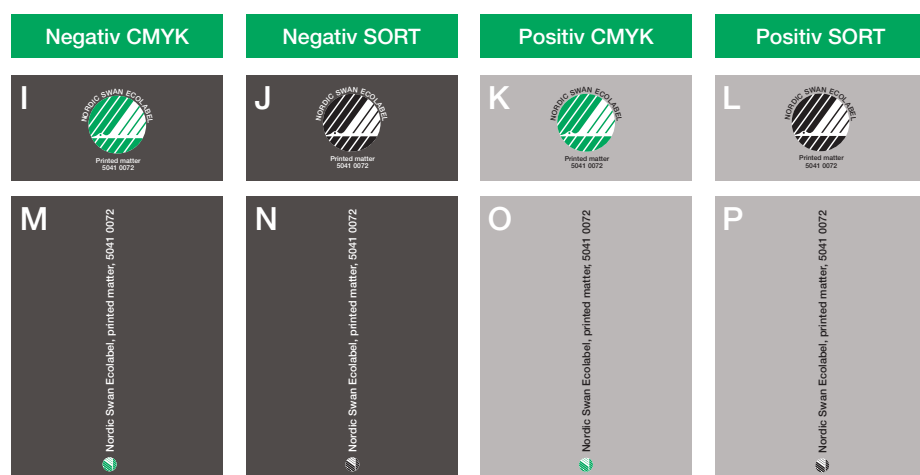 Negativ CMYK
Negativ SORT
Positiv CMYK
Positiv SORT
I
NORDIC SWAN ECOLABEL
Printed matter
5041 0072
J
NORDIC SWAN ECOLABEL
Printed matter
5041 0072
K
NORDIC SWAN ECOLABEL
Printed matter
5041 0072
L
NORDIC SWAN ECOLABEL
Printed matter
5041 0072
M
Nordic Swan Ecolabel, printed matter, 5041 0072
N
Nordic Swan Ecolabel, printed matter, 5041 0072
O
Nordic Swan Ecolabel, printed matter, 5041 0072
P
Nordic Swan Ecolabel, printed matter, 5041 0072